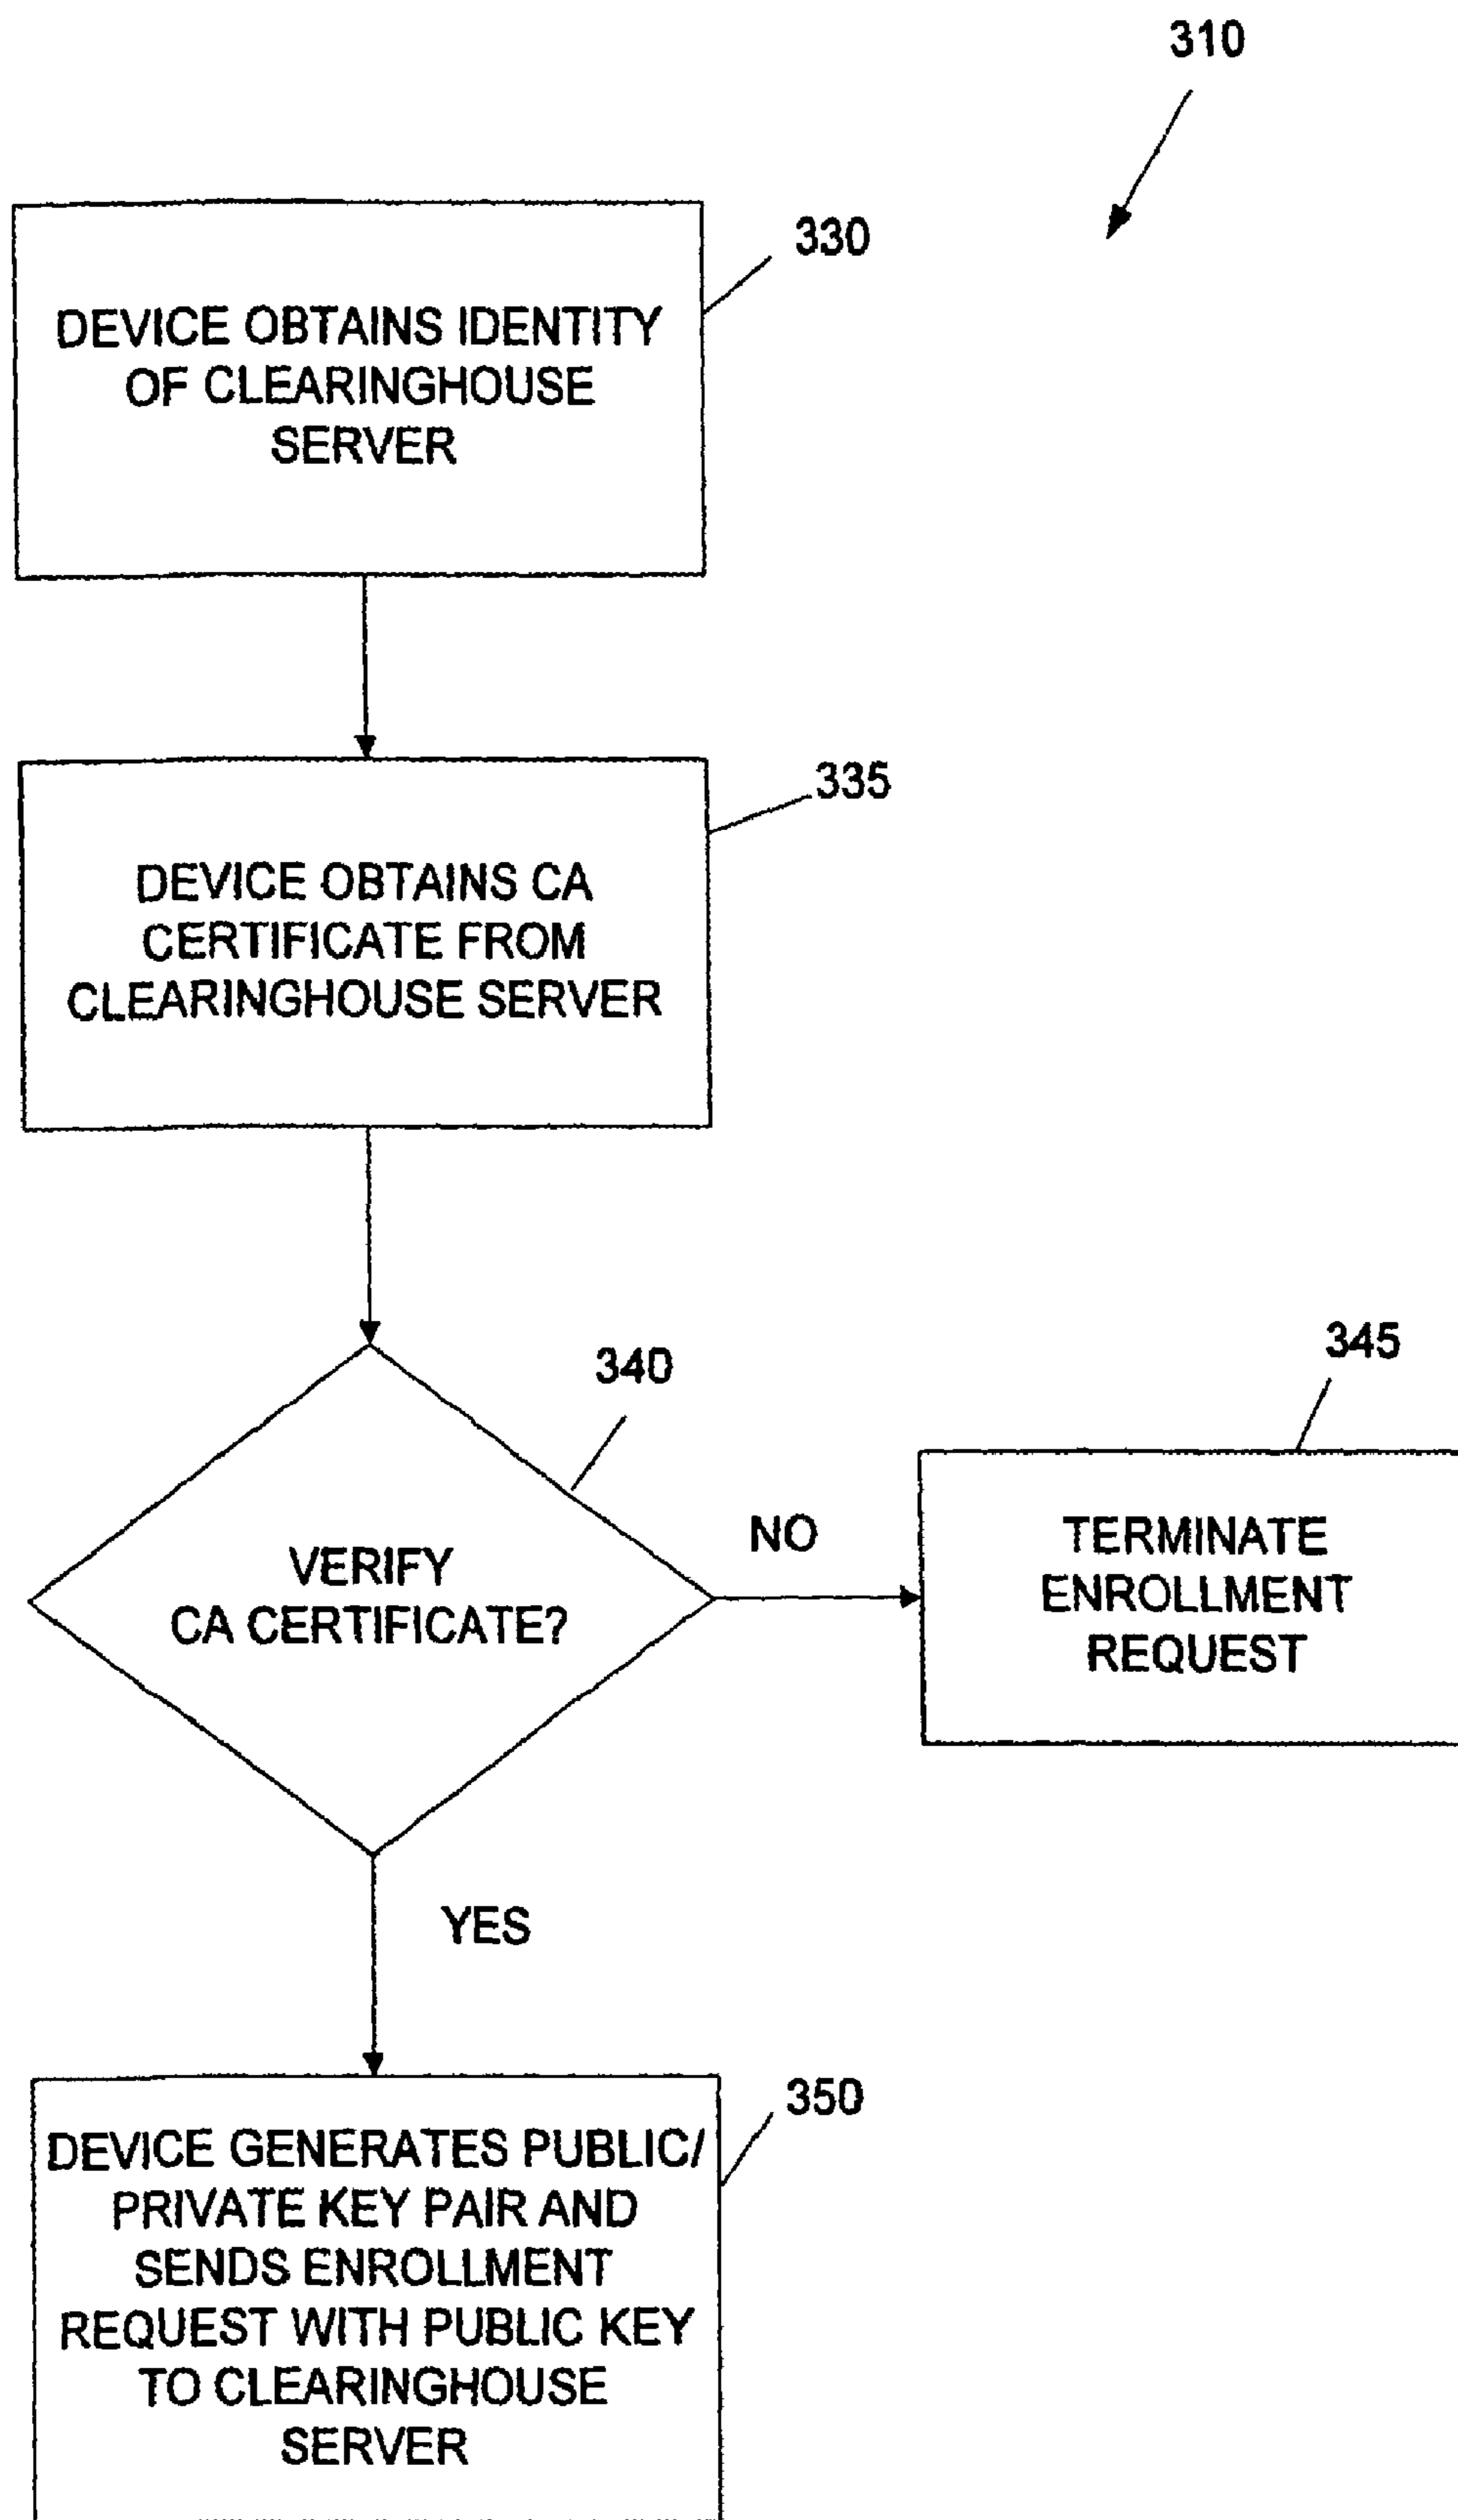 310
330
DEVICE OBTAINS IDENTITY
OF CLEARINGHOUSE
SERVER
335
DEVICE OBTAINS CA
CERTIFICATE FROM
CLEARINGHOUSE SERVER
340
VERIFY
CA CERTIFICATE?
NO
345
TERMINATE
ENROLLMENT
REQUEST
YES
350
DEVICE GENERATES PUBLIC/
PRIVATE KEY PAIR AND
SENDS ENROLLMENT
REQUEST WITH PUBLIC KEY
TO CLEARINGHOUSE
SERVER